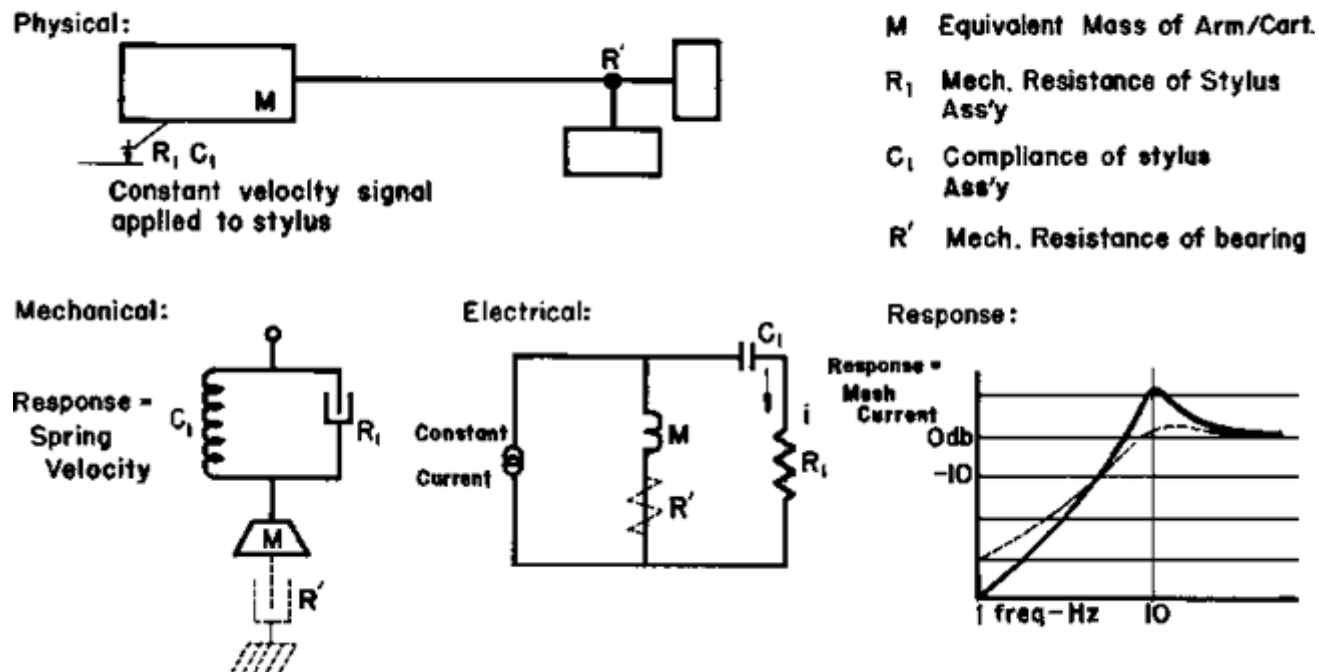 Physical:
R'
M
R₁ C₁
Constant velocity signal
applied to stylus
M Equivalent Mass of Arm/Cart.
R₁ Mech. Resistance of Stylus
Ass'y
C₁ Compliance of stylus
Ass'y
R' Mech. Resistance of bearing
Mechanical:
Response =
Spring
Velocity
C₁
R₁
M
R'
Electrical:
C₁
i
Constant
Current
M
R'
R₁
Response:
Response =
Mesh
Current
0db
-10
1 freq-Hz 10